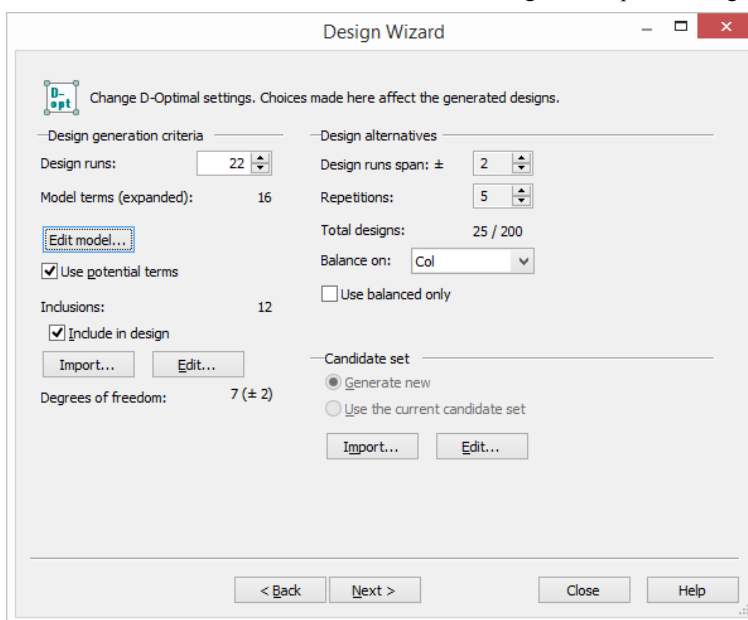 Design Wizard
D-opt
Change D-Optimal settings. Choices made here affect the generated designs.
Design generation criteria
Design runs: 22
Model terms (expanded): 16
Edit model...
Use potential terms
Inclusions: 12
Include in design
Import... Edit...
Degrees of freedom: 7 (± 2)
Design alternatives
Design runs span: ± 2
Repetitions: 5
Total designs: 25 / 200
Balance on: Col
Use balanced only
Candidate set
Generate new
Use the current candidate set
Import... Edit...
< Back Next > Close Help